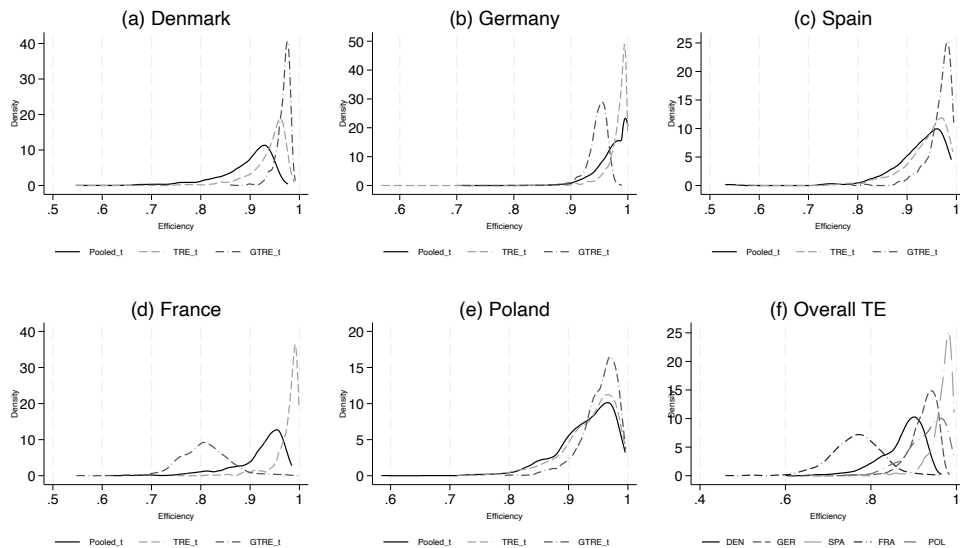 (a) Denmark
Density
40
30
20
10
0
.5 .6 .7 .8 .9 1
Efficiency
Pooled_t TRE_t GTRE_t
(b) Germany
Density
50
40
30
20
10
0
.6 .7 .8 .9 1
Efficiency
Pooled_t TRE_t GTRE_t
(c) Spain
Density
25
20
15
10
5
0
.5 .6 .7 .8 .9 1
Efficiency
Pooled_t TRE_t GTRE_t
(d) France
Density
40
30
20
10
0
.5 .6 .7 .8 .9 1
Efficiency
Pooled_t TRE_t GTRE_t
(e) Poland
Density
20
15
10
5
0
.6 .7 .8 .9 1
Efficiency
Pooled_t TRE_t GTRE_t
(f) Overall TE
Density
25
20
15
10
5
0
.4 .6 .8 1
Efficiency
DEN GER SPA FRA POL